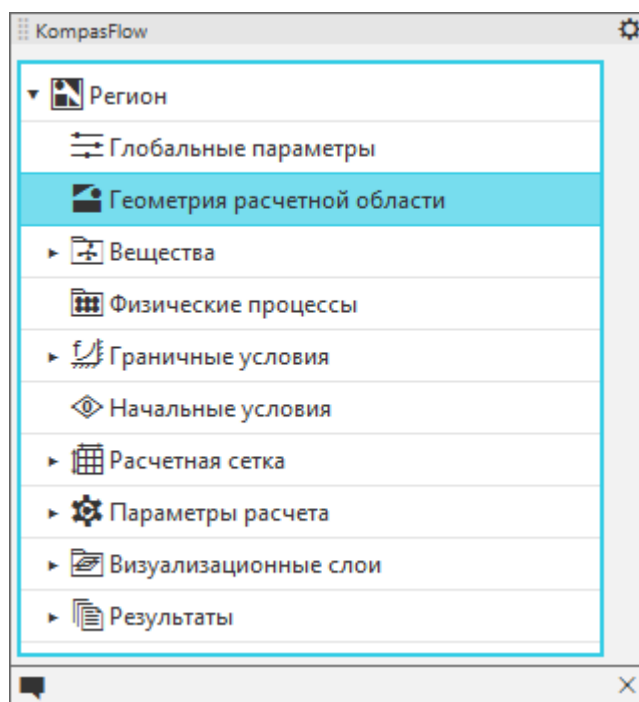 KompasFlow
Регион
Глобальные параметры
Геометрия расчетной области
Вещества
Физические процессы
Граничные условия
Начальные условия
Расчетная сетка
Параметры расчета
Визуализационные слои
Результаты